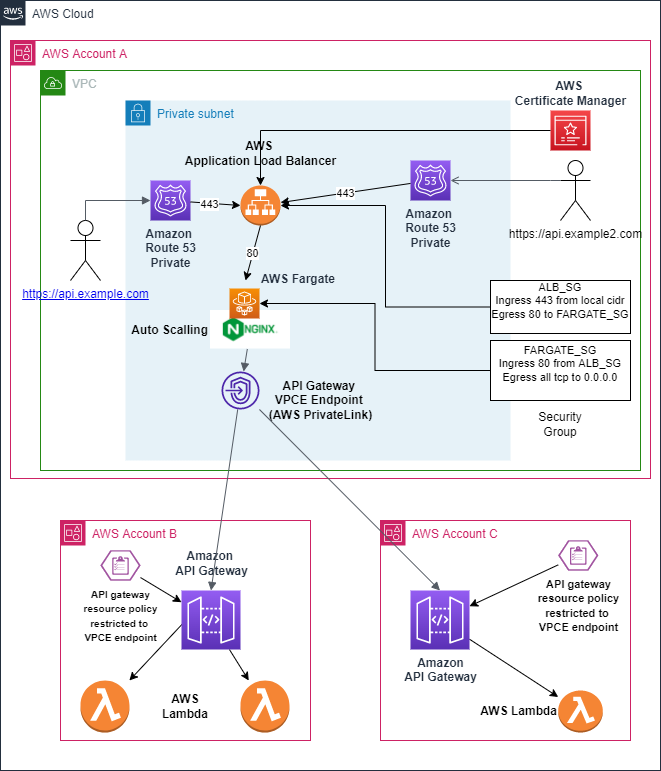 aws
AWS Cloud
AWS Account A
VPC
AWS
Certificate Manager
Private subnet
AWS
Application Load Balancer
53
443
53
443
Amazon
Route 53
Private
Amazon
Route 53
Private
https://api.example2.com
80
https://api.example.com
AWS Fargate
ALB_SG
Ingress 443 from local cidr
Egress 80 to FARGATE_SG
Auto Scalling
NGINX
FARGATE_SG
Ingress 80 from ALB_SG
Egress all tcp to 0.0.0.0
API Gateway
VPCE Endpoint
(AWS PrivateLink)
Security
Group
AWS Account B
Amazon
API Gateway
API gateway
resource policy
restricted to
VPCE endpoint
</>
AWS
Lambda
AWS Account C
API gateway
resource policy
restricted to
VPCE endpoint
</>
Amazon
API Gateway
AWS Lambda